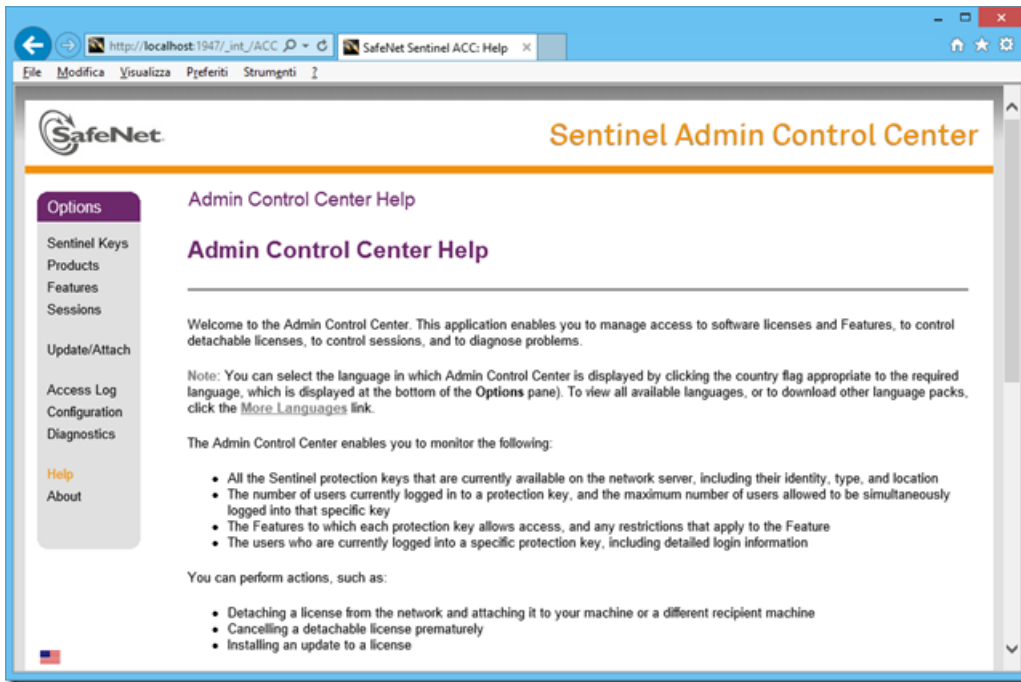 http://localhost:1947/_int_/ACC
SafeNet Sentinel ACC: Help
File Modifica Visualizza Preferiti Strumenti ?
SafeNet.
Sentinel Admin Control Center
Options
Sentinel Keys
Products
Features
Sessions
Update/Attach
Access Log
Configuration
Diagnostics
Help
About
Admin Control Center Help
Admin Control Center Help
Welcome to the Admin Control Center. This application enables you to manage access to software licenses and Features, to control
detachable licenses, to control sessions, and to diagnose problems.
Note: You can select the language in which Admin Control Center is displayed by clicking the country flag appropriate to the required
language, which is displayed at the bottom of the Options pane). To view all available languages, or to download other language packs,
click the More Languages link.
The Admin Control Center enables you to monitor the following:
• All the Sentinel protection keys that are currently available on the network server, including their identity, type, and location
• The number of users currently logged in to a protection key, and the maximum number of users allowed to be simultaneously
logged into that specific key
• The Features to which each protection key allows access, and any restrictions that apply to the Feature
• The users who are currently logged into a specific protection key, including detailed login information
You can perform actions, such as:
• Detaching a license from the network and attaching it to your machine or a different recipient machine
• Cancelling a detachable license prematurely
• Installing an update to a license